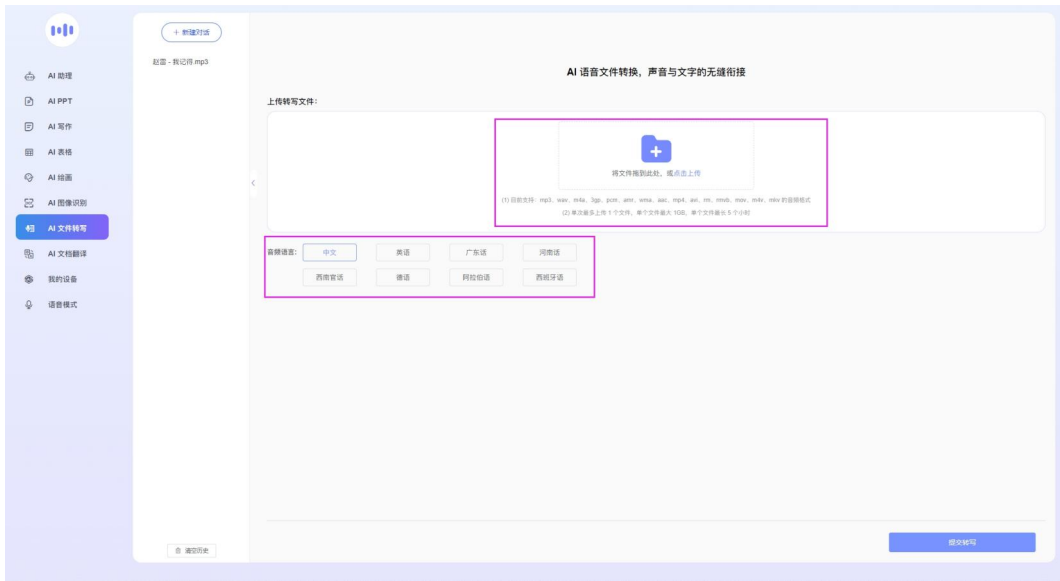 + 新建对话
赵雷 - 我记得.mp3
AI 助理
AI PPT
AI 写作
AI 表格
AI 绘画
AI 图像识别
AI 文件转写
AI 文档翻译
我的设备
语音模式
清空历史
AI 语音文件转换，声音与文字的无缝衔接
上传转写文件：
将文件拖到此处，或点击上传
(1) 目前支持 mp3、wav、m4a、3gp、pcm、amr、wma、aac、mp4、avi、rm、rmvb、mov、m4v、mkv 的音频格式
(2) 单次最多上传 1 个文件，单个文件最大 1GB，单个文件最长 5 个小时
音频语言： 中文 英语 广东话 河南话
西南官话 德语 阿拉伯语 西班牙语
提交转写